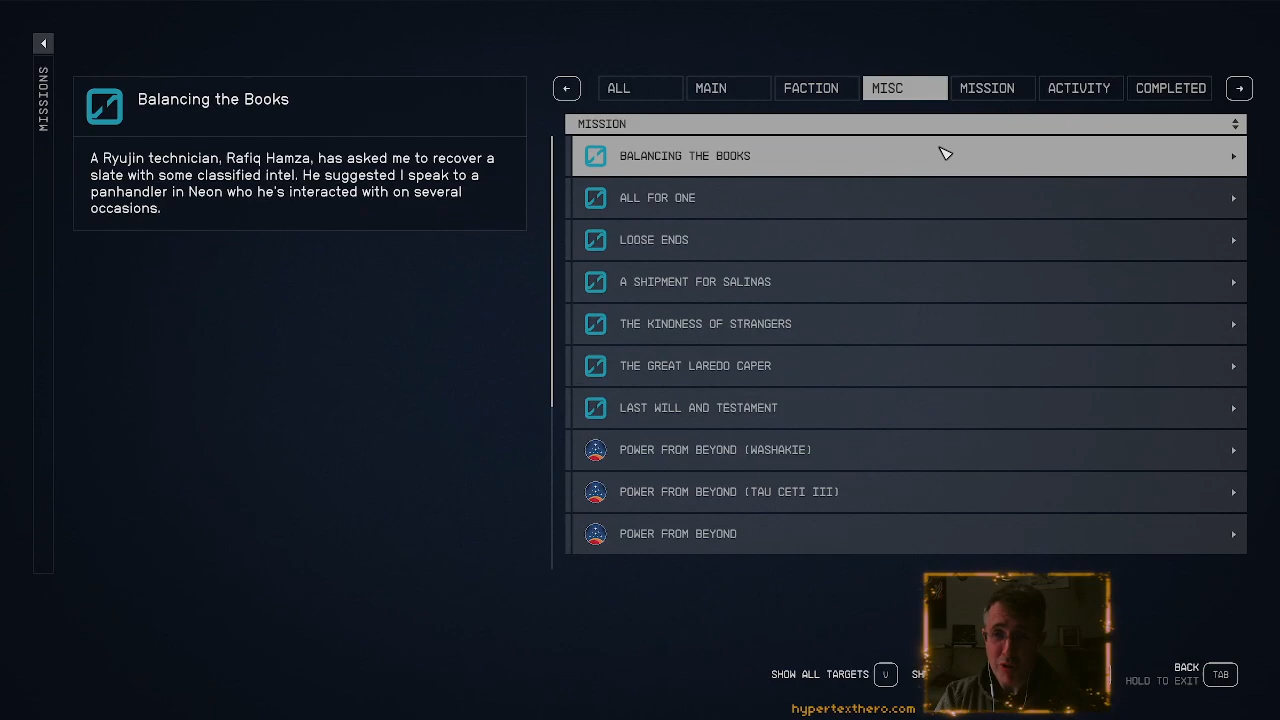 MISSIONS
Balancing the Books
A Ryujin technician, Rafiq Hamza, has asked me to recover a
slate with some classified intel. He suggested I speak to a
panhandler in Neon who he's interacted with on several
occasions.
ALL
MAIN
FACTION
MISC
MISSION
ACTIVITY
COMPLETED
MISSION
BALANCING THE BOOKS
ALL FOR ONE
LOOSE ENDS
A SHIPMENT FOR SALINAS
THE KINDNESS OF STRANGERS
THE GREAT LAREDO CAPER
LAST WILL AND TESTAMENT
POWER FROM BEYOND (WASHAKIE)
POWER FROM BEYOND (TAU CETI III)
POWER FROM BEYOND
SHOW ALL TARGETS
V
SH
BACK
HOLD TO EXIT
TAB
hypertexthero.com